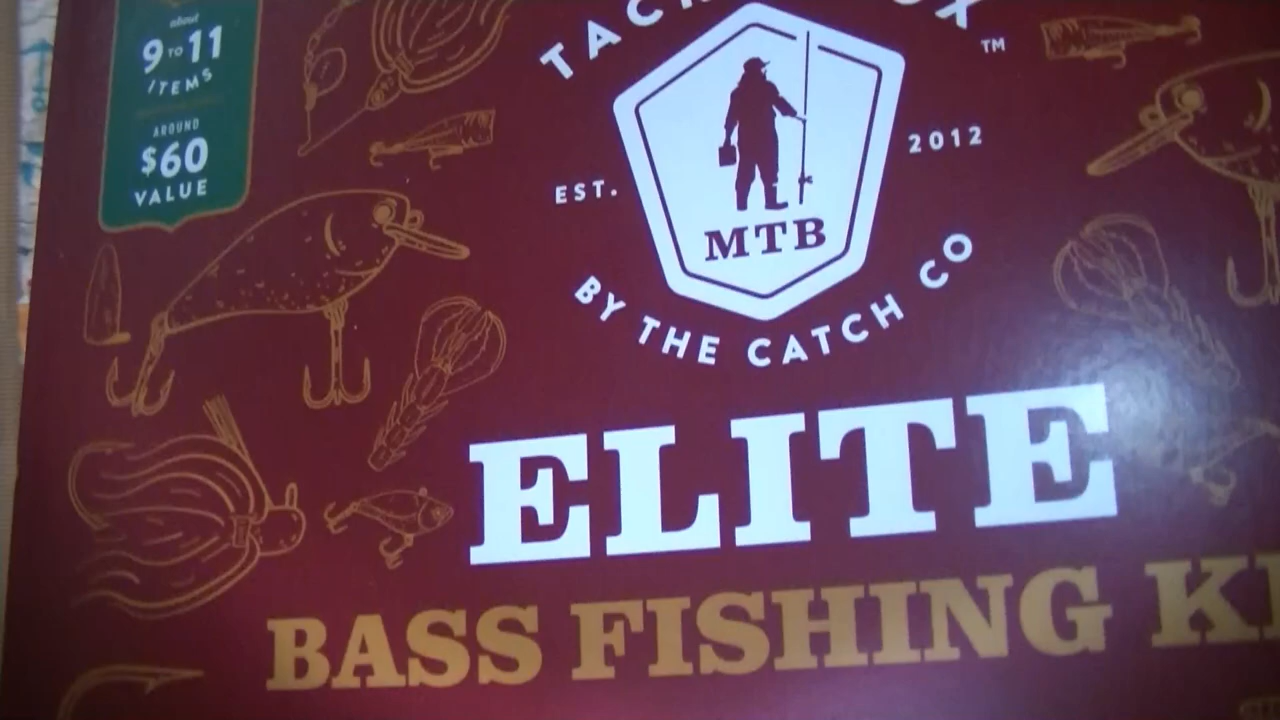 about
9 TO 11
ITEMS
AROUND
$60
VALUE
TM
EST. 2012
MTB
BY THE CATCH CO
ELITE
BASS FISHING